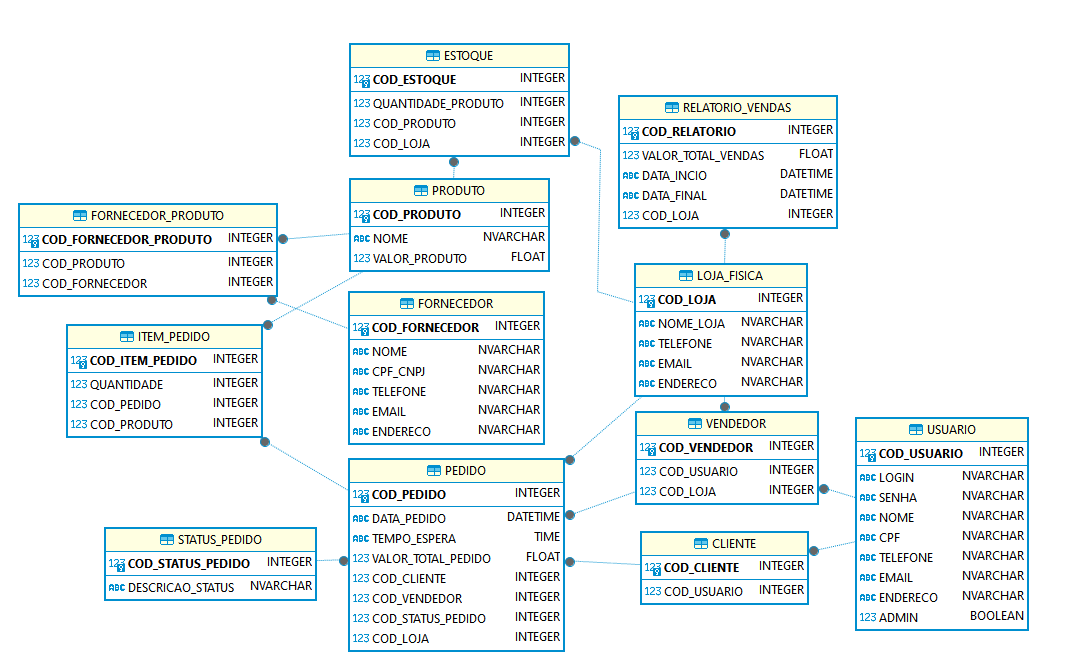 ESTOQUE
123 COD_ESTOQUE INTEGER
123 QUANTIDADE_PRODUTO INTEGER
123 COD_PRODUTO INTEGER
123 COD_LOJA INTEGER
RELATORIO_VENDAS
123 COD_RELATORIO INTEGER
123 VALOR_TOTAL_VENDAS FLOAT
ABC DATA_INCIO DATETIME
ABC DATA_FINAL DATETIME
123 COD_LOJA INTEGER
PRODUTO
123 COD_PRODUTO INTEGER
ABC NOME NVARCHAR
123 VALOR_PRODUTO FLOAT
FORNECEDOR_PRODUTO
123 COD_FORNECEDOR_PRODUTO INTEGER
123 COD_PRODUTO INTEGER
123 COD_FORNECEDOR INTEGER
LOJA_FISICA
123 COD_LOJA INTEGER
ABC NOME_LOJA NVARCHAR
ABC TELEFONE NVARCHAR
ABC EMAIL NVARCHAR
ABC ENDERECO NVARCHAR
FORNECEDOR
123 COD_FORNECEDOR INTEGER
ABC NOME NVARCHAR
ABC CPF_CNPJ NVARCHAR
ABC TELEFONE NVARCHAR
ABC EMAIL NVARCHAR
ABC ENDERECO NVARCHAR
ITEM_PEDIDO
123 COD_ITEM_PEDIDO INTEGER
123 QUANTIDADE INTEGER
123 COD_PEDIDO INTEGER
123 COD_PRODUTO INTEGER
VENDEDOR
123 COD_VENDEDOR INTEGER
123 COD_USUARIO INTEGER
123 COD_LOJA INTEGER
USUARIO
123 COD_USUARIO INTEGER
ABC LOGIN NVARCHAR
ABC SENHA NVARCHAR
ABC NOME NVARCHAR
ABC CPF NVARCHAR
ABC TELEFONE NVARCHAR
ABC EMAIL NVARCHAR
ABC ENDERECO NVARCHAR
123 ADMIN BOOLEAN
PEDIDO
123 COD_PEDIDO INTEGER
ABC DATA_PEDIDO DATETIME
ABC TEMPO_ESPERA TIME
123 VALOR_TOTAL_PEDIDO FLOAT
123 COD_CLIENTE INTEGER
123 COD_VENDEDOR INTEGER
123 COD_STATUS_PEDIDO INTEGER
123 COD_LOJA INTEGER
STATUS_PEDIDO
123 COD_STATUS_PEDIDO INTEGER
ABC DESCRICAO_STATUS NVARCHAR
CLIENTE
123 COD_CLIENTE INTEGER
123 COD_USUARIO INTEGER